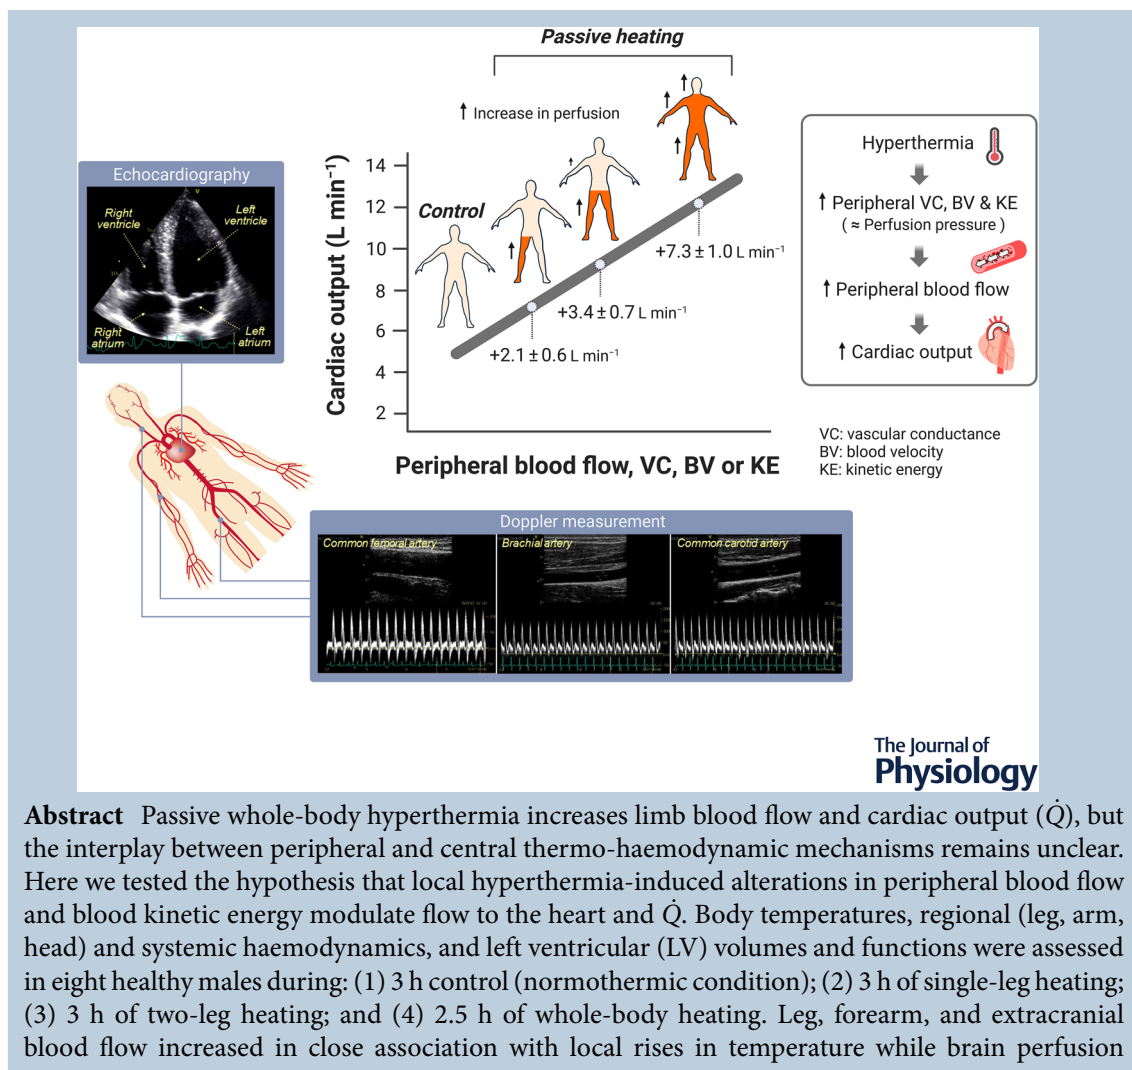 Passive heating
↑ Increase in perfusion
Control
Cardiac output (L min⁻¹)
14
12
10
8
6
4
2
+7.3 ± 1.0 L min⁻¹
+3.4 ± 0.7 L min⁻¹
+2.1 ± 0.6 L min⁻¹
Peripheral blood flow, VC, BV or KE
Echocardiography
Right
ventricle
Left
ventricle
Right
atrium
Left
atrium
Hyperthermia
↑ Peripheral VC, BV & KE
( ≈ Perfusion pressure )
↑ Peripheral blood flow
↑ Cardiac output
VC: vascular conductance
BV: blood velocity
KE: kinetic energy
Doppler measurement
Common femoral artery
Brachial artery
Common carotid artery
The Journal of
Physiology
Abstract Passive whole-body hyperthermia increases limb blood flow and cardiac output (Q̇), but
the interplay between peripheral and central thermo-haemodynamic mechanisms remains unclear.
Here we tested the hypothesis that local hyperthermia-induced alterations in peripheral blood flow
and blood kinetic energy modulate flow to the heart and Q̇. Body temperatures, regional (leg, arm,
head) and systemic haemodynamics, and left ventricular (LV) volumes and functions were assessed
in eight healthy males during: (1) 3 h control (normothermic condition); (2) 3 h of single-leg heating;
(3) 3 h of two-leg heating; and (4) 2.5 h of whole-body heating. Leg, forearm, and extracranial
blood flow increased in close association with local rises in temperature while brain perfusion